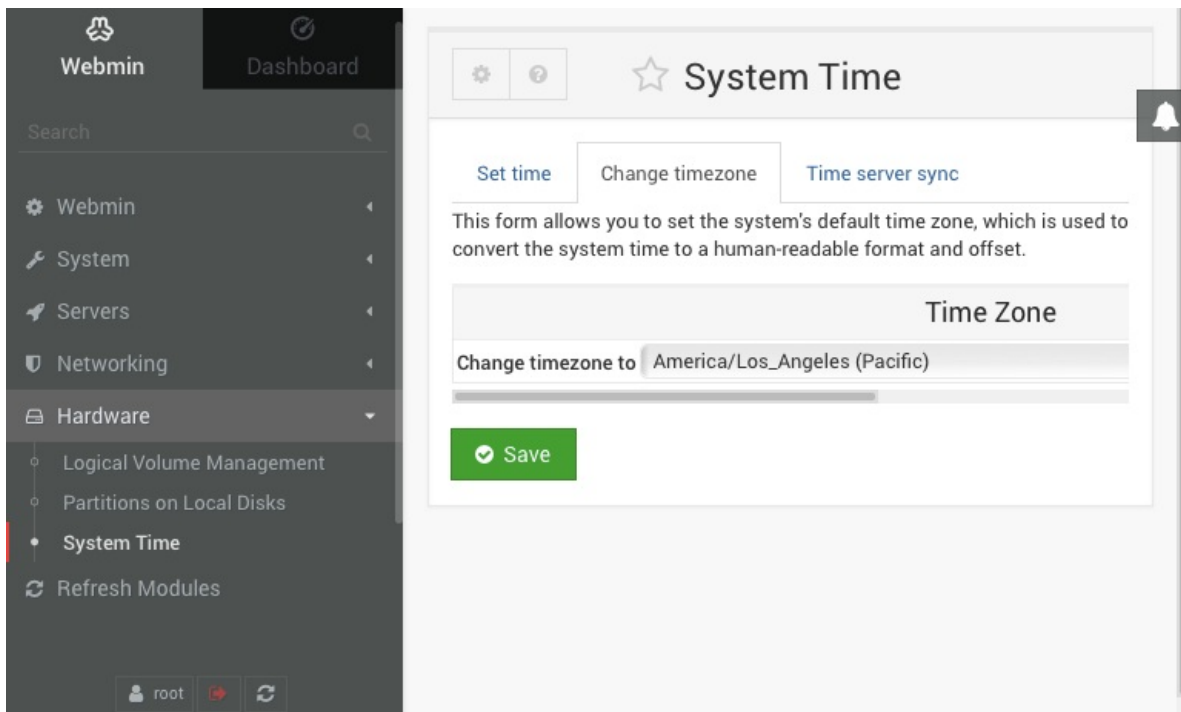 Webmin
Dashboard
Search
Webmin
System
Servers
Networking
Hardware
Logical Volume Management
Partitions on Local Disks
System Time
Refresh Modules
root
System Time
Set time
Change timezone
Time server sync
This form allows you to set the system's default time zone, which is used to
convert the system time to a human-readable format and offset.
Time Zone
Change timezone to America/Los_Angeles (Pacific)
Save